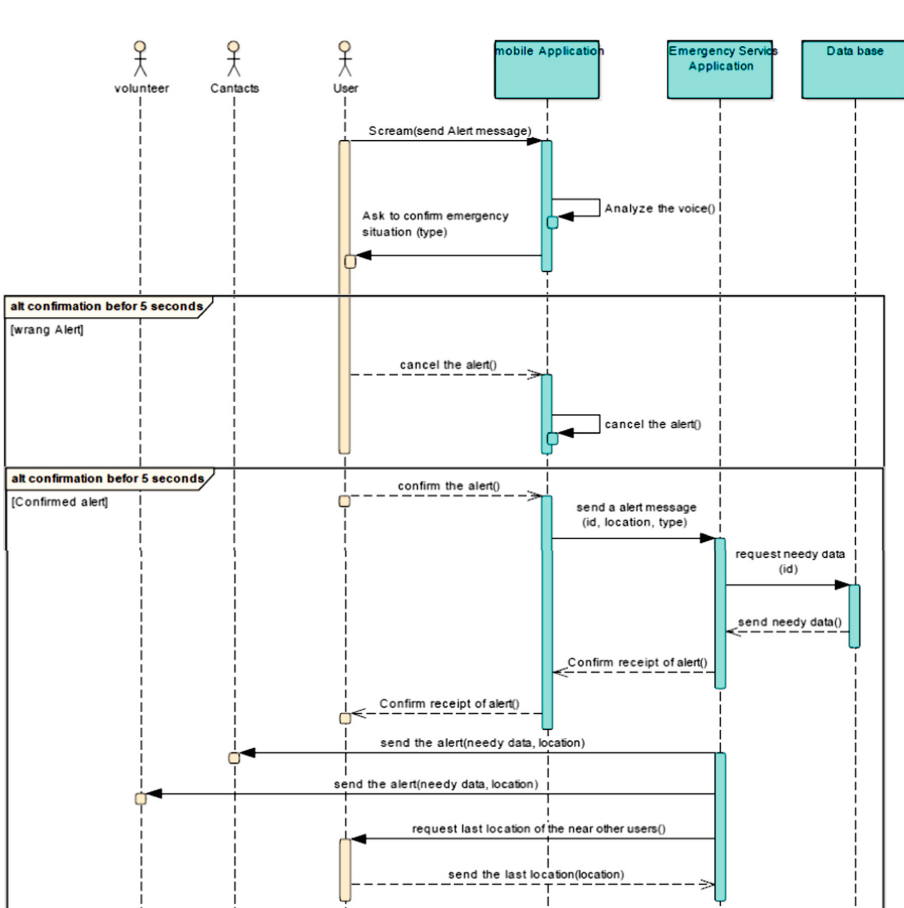 mobile Application
Emergency Servics
Application
Data base
volunteer
Cantacts
User
Scream(send Alert message)
Analyze the voice()
Ask to confirm emergency
situation (type)
alt confirmation befor 5 seconds
[wrang Alert]
cancel the alert()
cancel the alert()
alt confirmation befor 5 seconds
[Confirmed alert]
confirm the alert()
send a alert message
(id, location, type)
request needy data
(id)
send needy data()
Confirm receipt of alert()
Confirm receipt of alert()
send the alert(needy data, location)
send the alert(needy data, location)
request last location of the near other users()
send the last location(location)